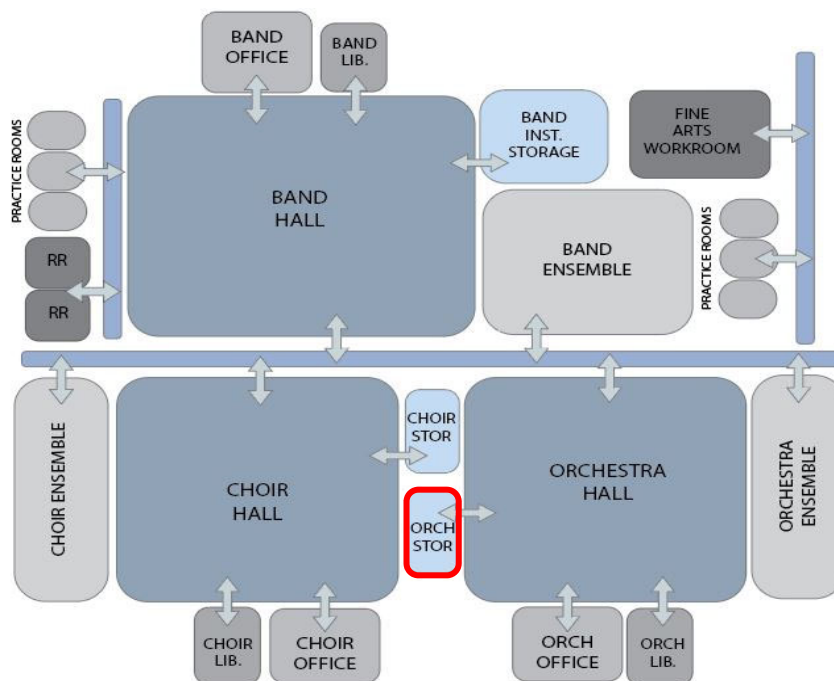 BAND
OFFICE
BAND
LIB.
BAND
INST.
STORAGE
FINE
ARTS
WORKROOM
PRACTICE ROOMS
BAND
HALL
BAND
ENSEMBLE
PRACTICE ROOMS
RR
RR
CHOIR ENSEMBLE
CHOIR
HALL
CHOIR
STOR
ORCH
STOR
ORCHESTRA
HALL
ORCHESTRA
ENSEMBLE
CHOIR
LIB.
CHOIR
OFFICE
ORCH
OFFICE
ORCH
LIB.